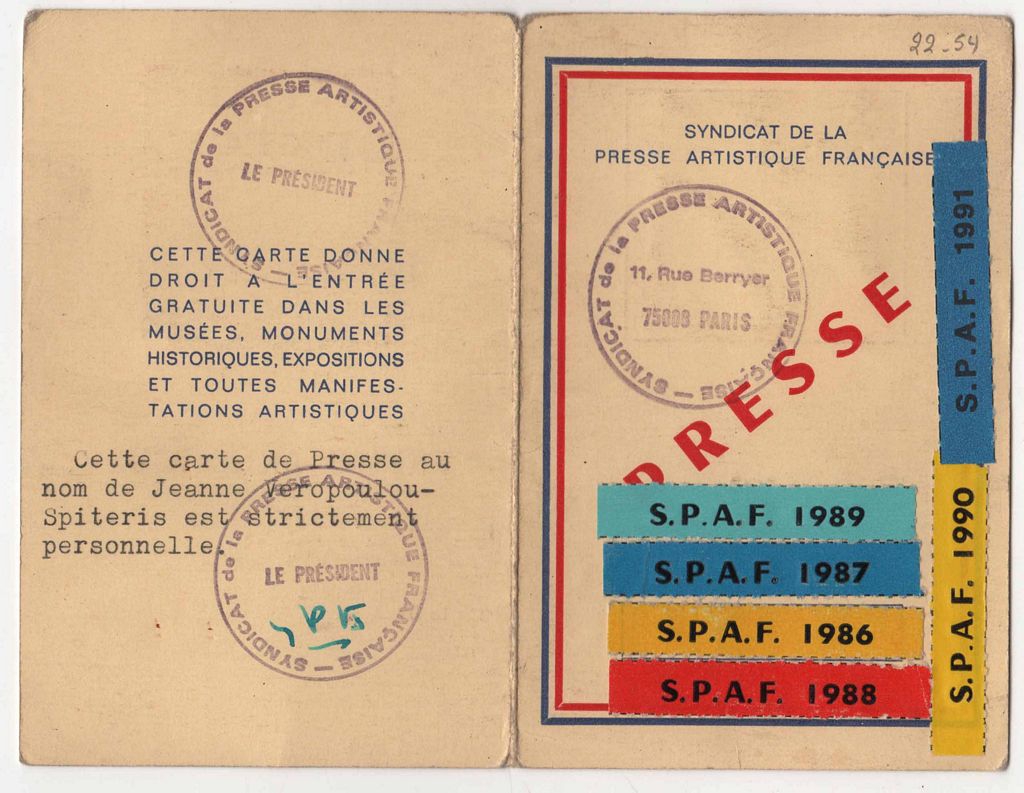 SYNDICAT de la PRESSE ARTISTIQUE FRANÇAISE —
LE PRÉSIDENT
CETTE CARTE DONNE
DROIT A L'ENTRÉE
GRATUITE DANS LES
MUSÉES, MONUMENTS
HISTORIQUES, EXPOSITIONS
ET TOUTES MANIFES-
TATIONS ARTISTIQUES
Cette carte de Presse au
nom de Jeanne Veropoulou-
Spiteris est strictement
personnelle.
SYNDICAT de la PRESSE ARTISTIQUE FRANÇAISE —
LE PRÉSIDENT
22-54
SYNDICAT DE LA
PRESSE ARTISTIQUE FRANÇAISE
SYNDICAT de la PRESSE ARTISTIQUE FRANÇAISE —
11, Rue Berryer
75008 PARIS
PRESSE
S.P.A.F. 1989
S.P.A.F. 1987
S.P.A.F. 1986
S.P.A.F. 1988
S.P.A.F. 1991
S.P.A.F. 1990